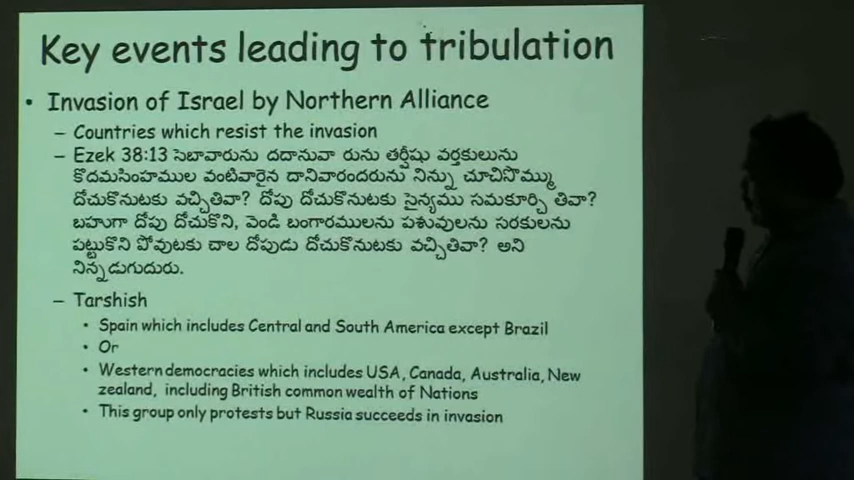 Key events leading to tribulation
• Invasion of Israel by Northern Alliance
– Countries which resist the invasion
– Ezek 38:13 సెబావారును దదానువా రును తర్షీషు వర్తకులును
కొదమసింహముల వంటివారైన దానివారందరును నిన్ను చూచిసొమ్ము
దోచుకొనుటకు వచ్చితివా? దోపు దోచుకొనుటకు సైన్యము సమకూర్చి తివా?
బహుగా దోపు దోచుకొని, వెండి బంగారములను పశువులను సరకులను
పట్టుకొని పోవుటకు చాల దోపుడు దోచుకొనుటకు వచ్చితివా? అని
నిన్నడుగుదురు.
– Tarshish
• Spain which includes Central and South America except Brazil
• Or
• Western democracies which includes USA, Canada, Australia, New
zealand, including British common wealth of Nations
• This group only protests but Russia succeeds in invasion